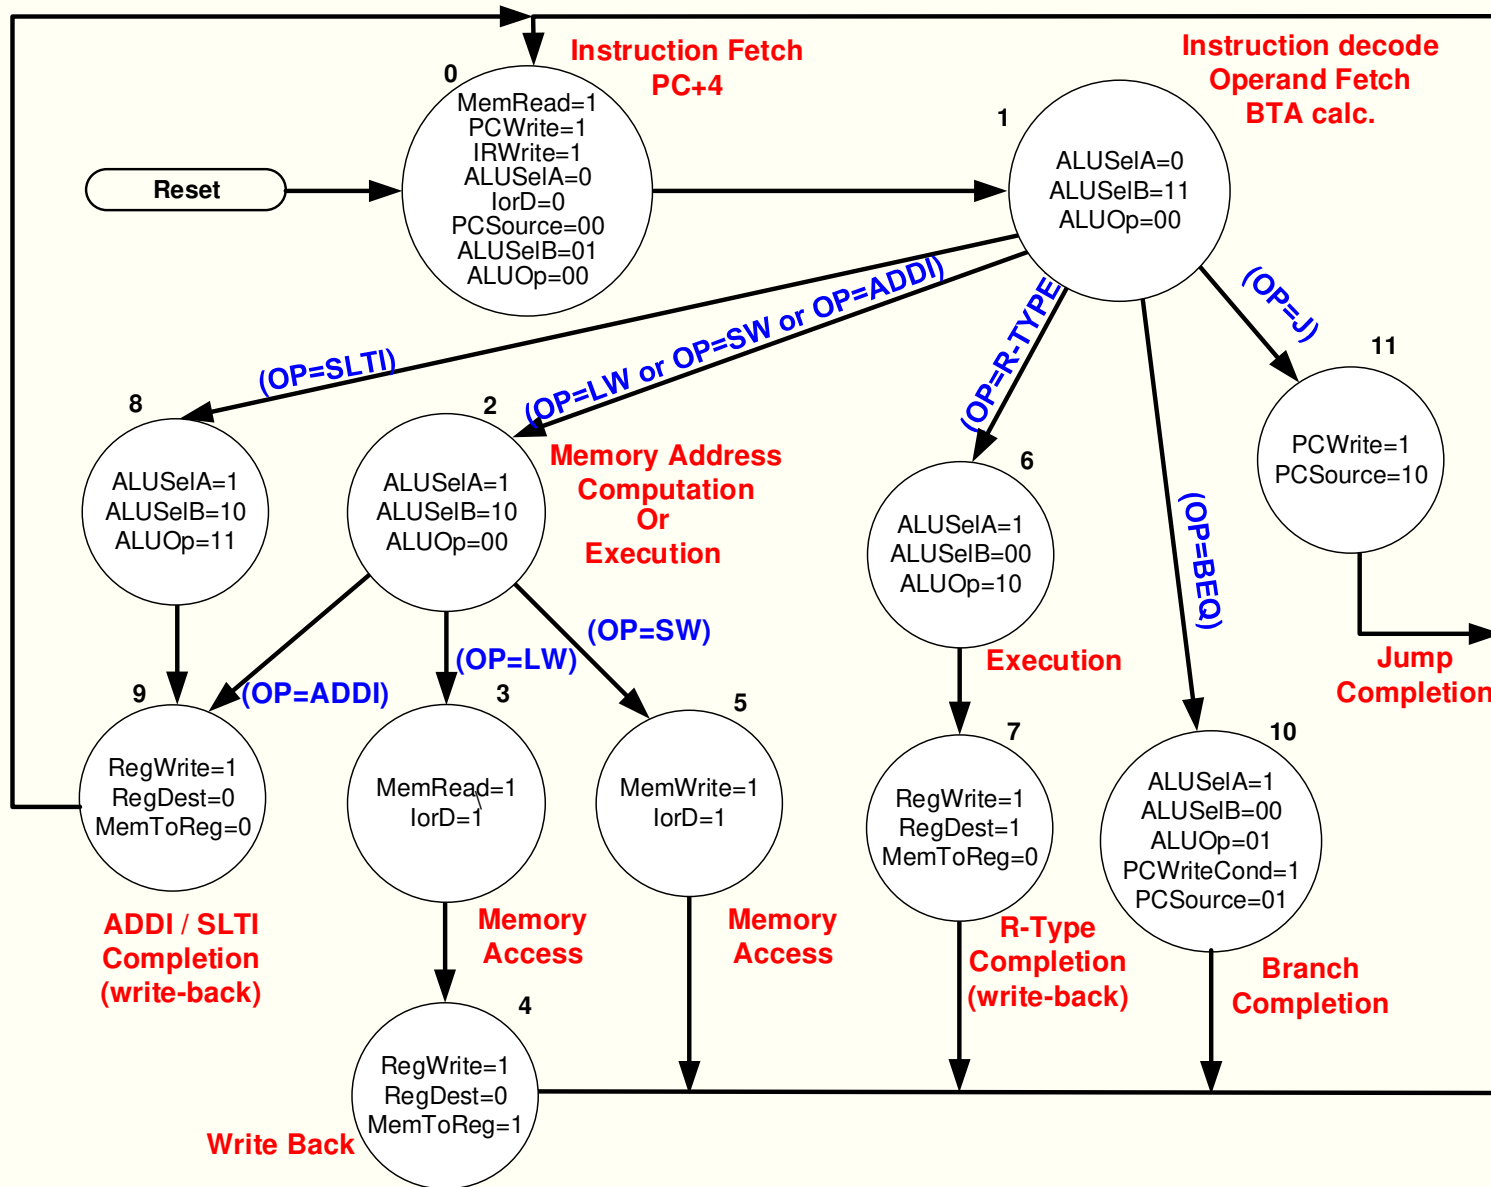 Instruction Fetch
PC+4
Instruction decode
Operand Fetch
BTA calc.
0
MemRead=1
PCWrite=1
IRWrite=1
ALUSelA=0
IorD=0
PCSource=00
ALUSelB=01
ALUOp=00
1
ALUSelA=0
ALUSelB=11
ALUOp=00
Reset
(OP=SLTI)
(OP=LW or OP=SW or OP=ADDI)
(OP=R-TYPE
(OP=BEQ)
(OP=J)
8
ALUSelA=1
ALUSelB=10
ALUOp=11
2
ALUSelA=1
ALUSelB=10
ALUOp=00
Memory Address
Computation
Or
Execution
6
ALUSelA=1
ALUSelB=00
ALUOp=10
Execution
11
PCWrite=1
PCSource=10
Jump
Completion
(OP=ADDI)
(OP=LW)
(OP=SW)
9
RegWrite=1
RegDest=0
MemToReg=0
ADDI / SLTI
Completion
(write-back)
3
MemRead=1
\
IorD=1
Memory
Access
5
MemWrite=1
IorD=1
Memory
Access
7
RegWrite=1
RegDest=1
MemToReg=0
R-Type
Completion
(write-back)
10
ALUSelA=1
ALUSelB=00
ALUOp=01
PCWriteCond=1
PCSource=01
Branch
Completion
4
RegWrite=1
RegDest=0
MemToReg=1
Write Back